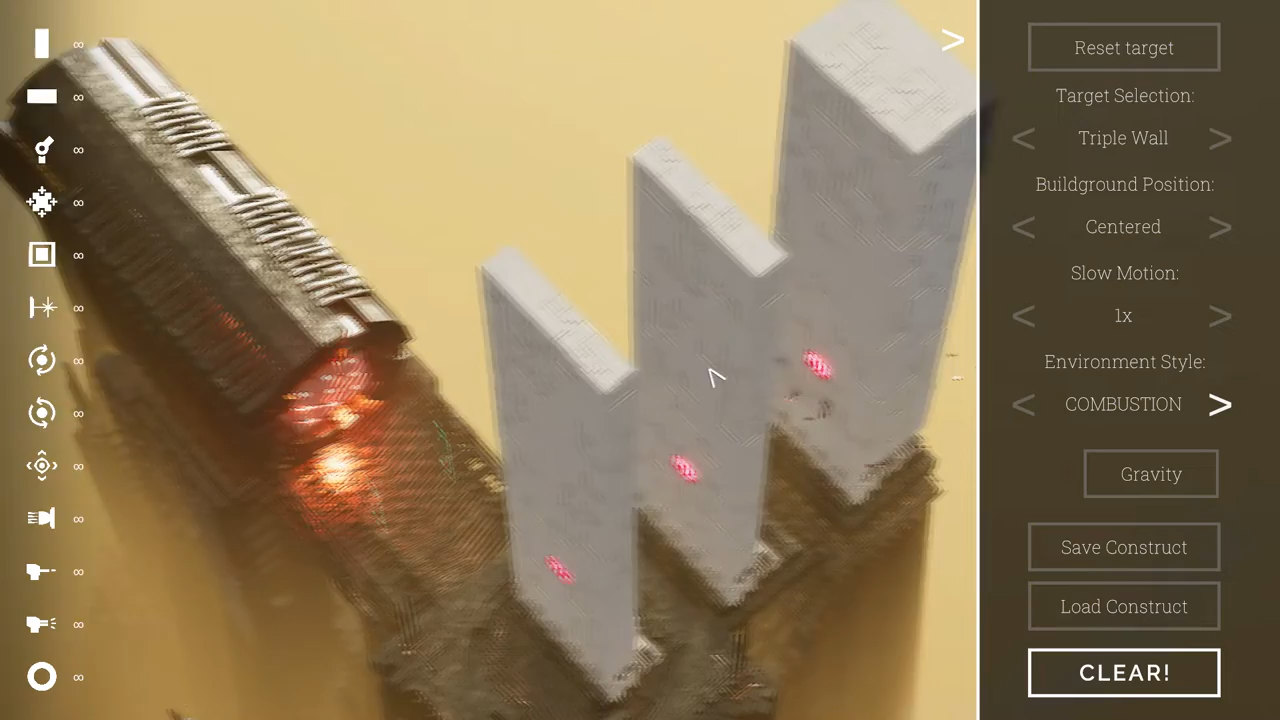 ∞
∞
∞
∞
∞
∞
∞
∞
∞
∞
∞
∞
∞
>
Reset target
Target Selection:
< Triple Wall >
Buildground Position:
< Centered >
Slow Motion:
< 1x >
Environment Style:
< COMBUSTION >
Gravity
Save Construct
Load Construct
CLEAR!